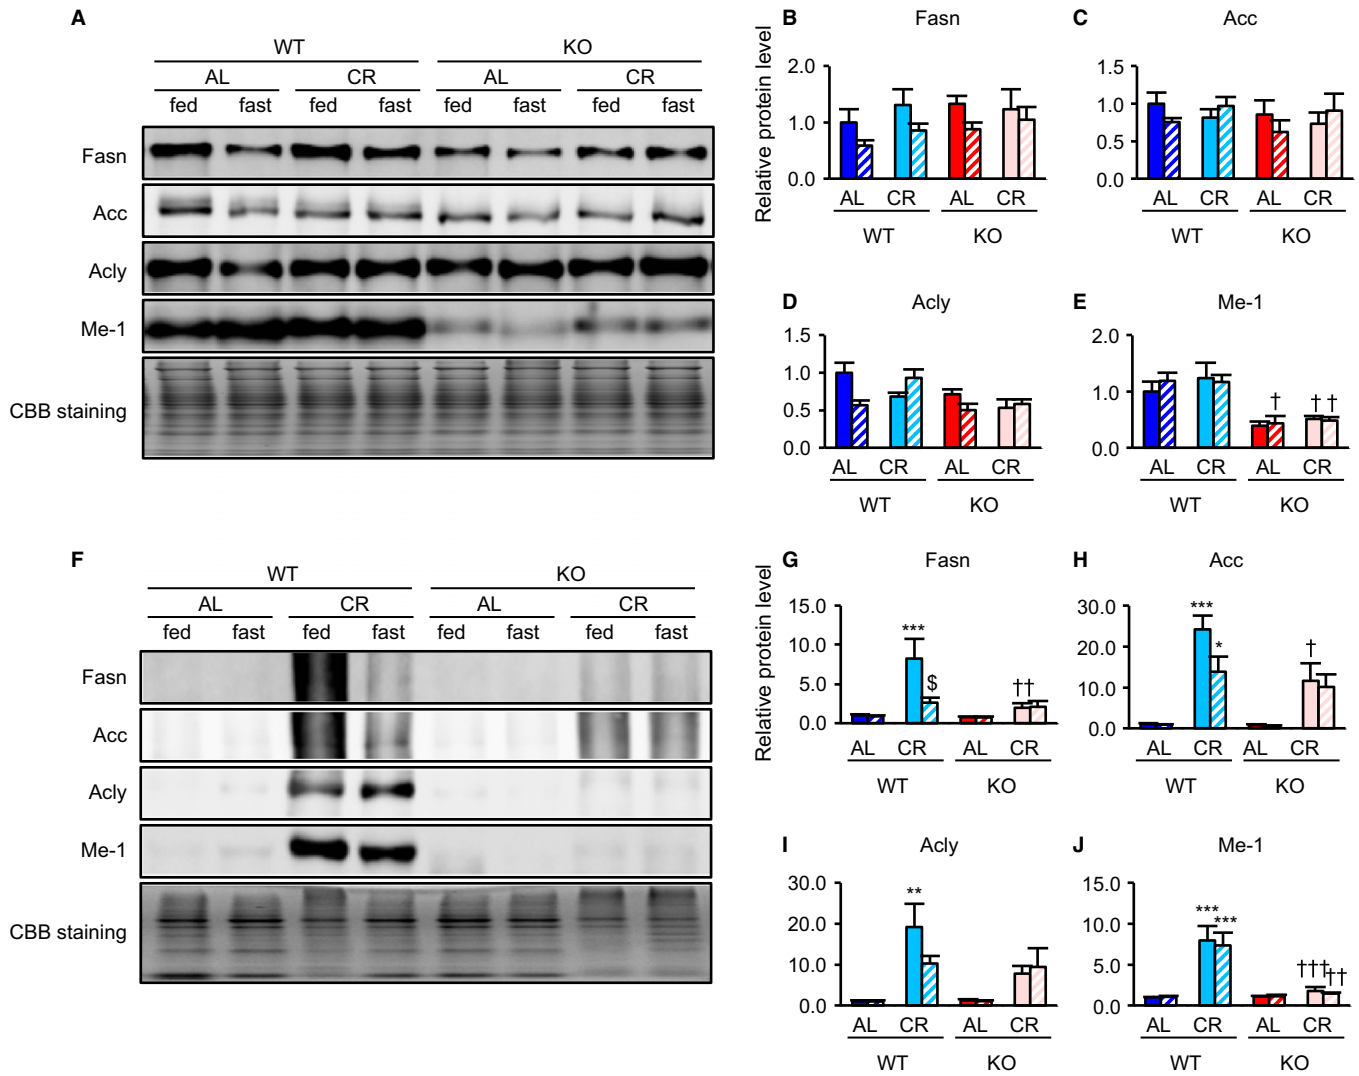 A
WT KO
AL CR AL CR
fed fast fed fast fed fast fed fast
Fasn
Acc
Acly
Me-1
CBB staining
B Fasn
Relative protein level
2.0
1.0
0.0
AL CR AL CR
WT KO
C Acc
1.5
1.0
0.5
0.0
AL CR AL CR
WT KO
D Acly
1.5
1.0
0.5
0.0
AL CR AL CR
WT KO
E Me-1
2.0
1.0
0.0
† † †
AL CR AL CR
WT KO
F
WT KO
AL CR AL CR
fed fast fed fast fed fast fed fast
Fasn
Acc
Acly
Me-1
CBB staining
G Fasn
Relative protein level
15.0
10.0
5.0
0.0
***
$
††
AL CR AL CR
WT KO
H Acc
30.0
20.0
10.0
0.0
***
*
†
AL CR AL CR
WT KO
I Acly
30.0
20.0
10.0
0.0
**
AL CR AL CR
WT KO
J Me-1
15.0
10.0
5.0
0.0
***
***
†††
††
AL CR AL CR
WT KO